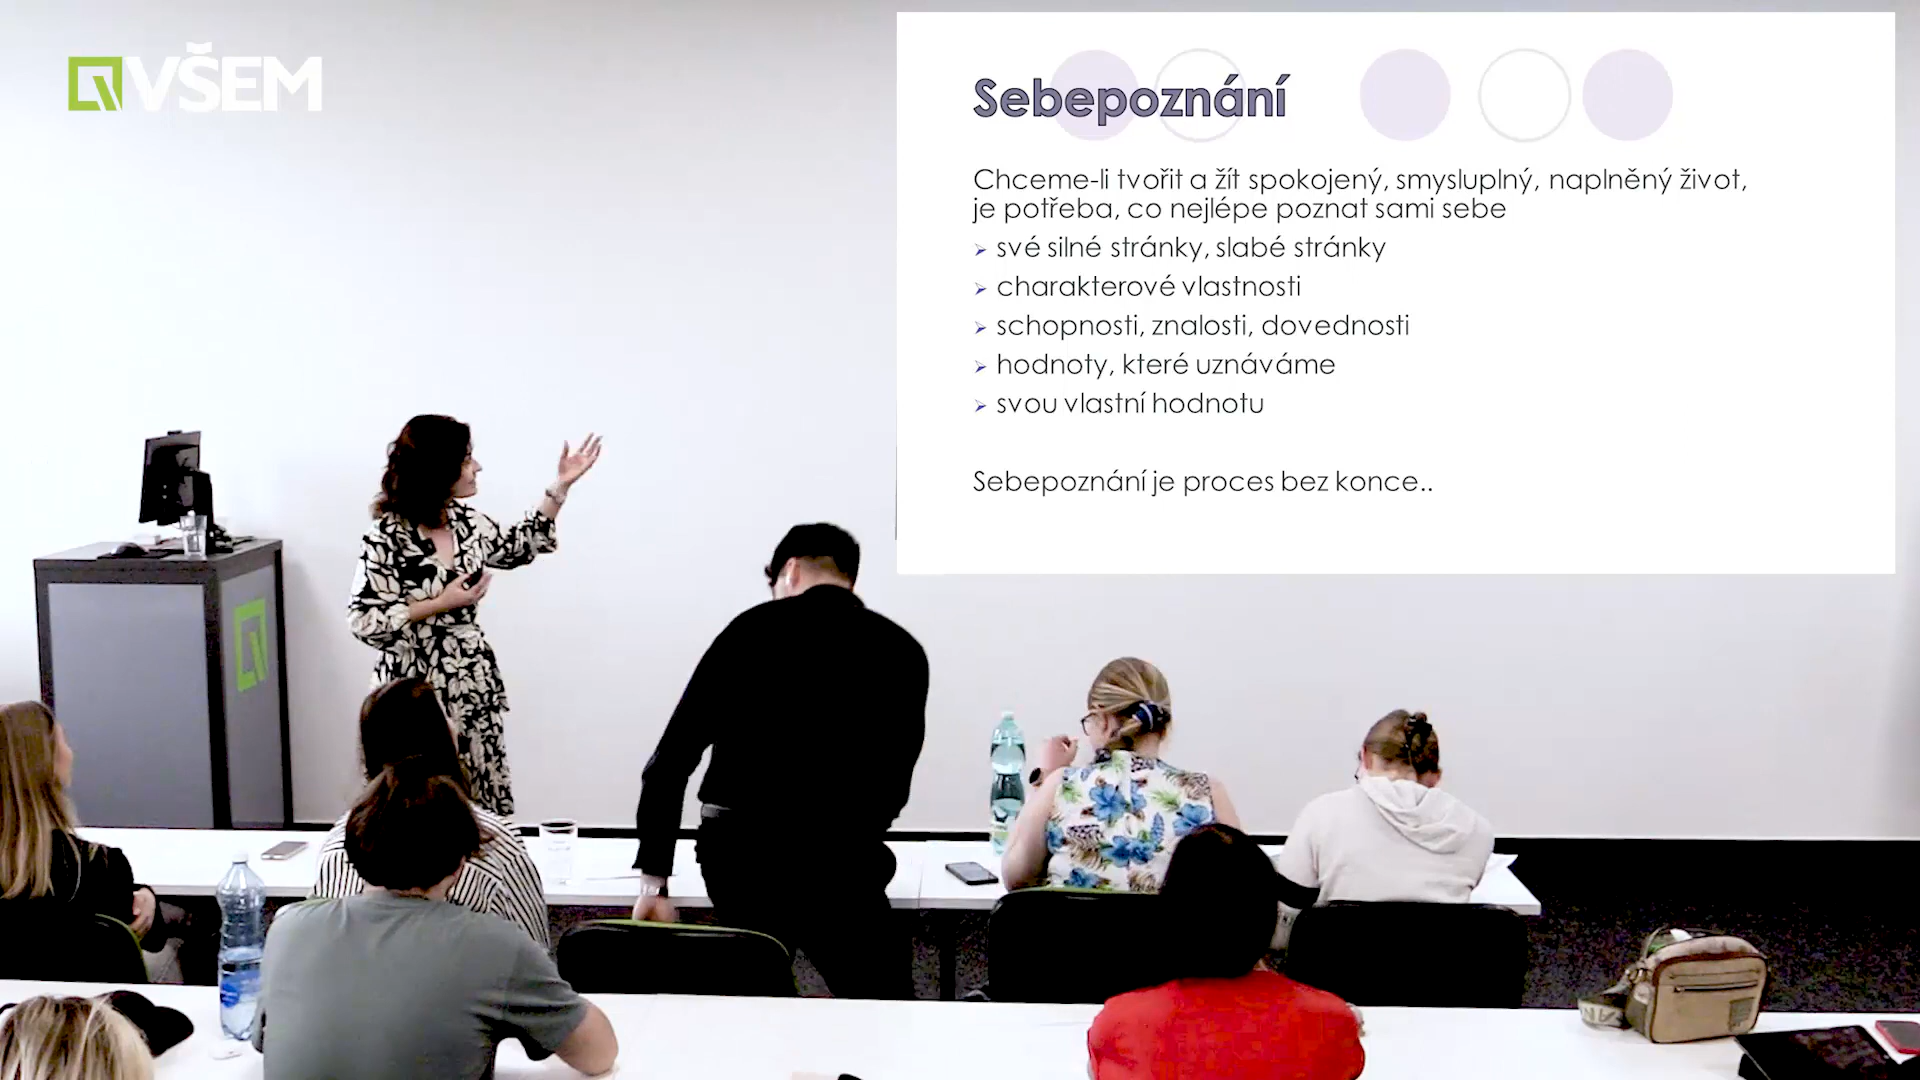 VŠEM
Sebepoznání
Chceme-li tvořit a žít spokojený, smysluplný, naplněný život,
je potřeba, co nejlépe poznat sami sebe
své silné stránky, slabé stránky
charakterové vlastnosti
schopnosti, znalosti, dovednosti
hodnoty, které uznáváme
svou vlastní hodnotu
Sebepoznání je proces bez konce..